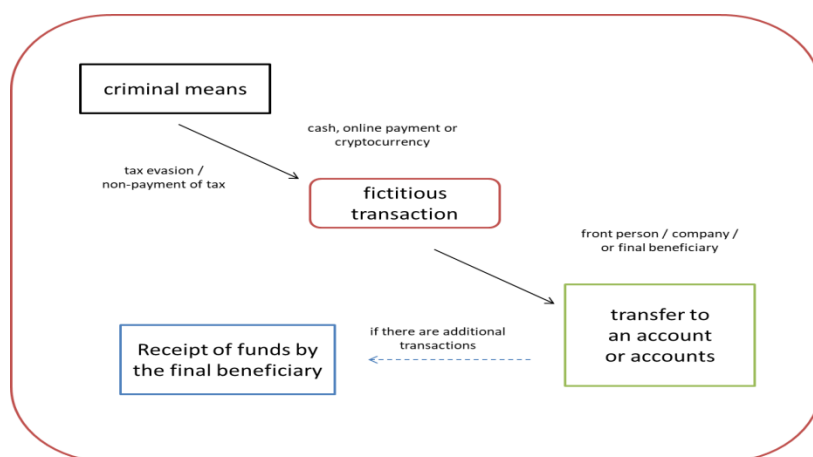 criminal means
cash, online payment or
cryptocurrency
tax evasion /
non-payment of tax
fictitious
transaction
front person / company /
or final beneficiary
transfer to
an account
or accounts
if there are additional
transactions
Receipt of funds by
the final beneficiary